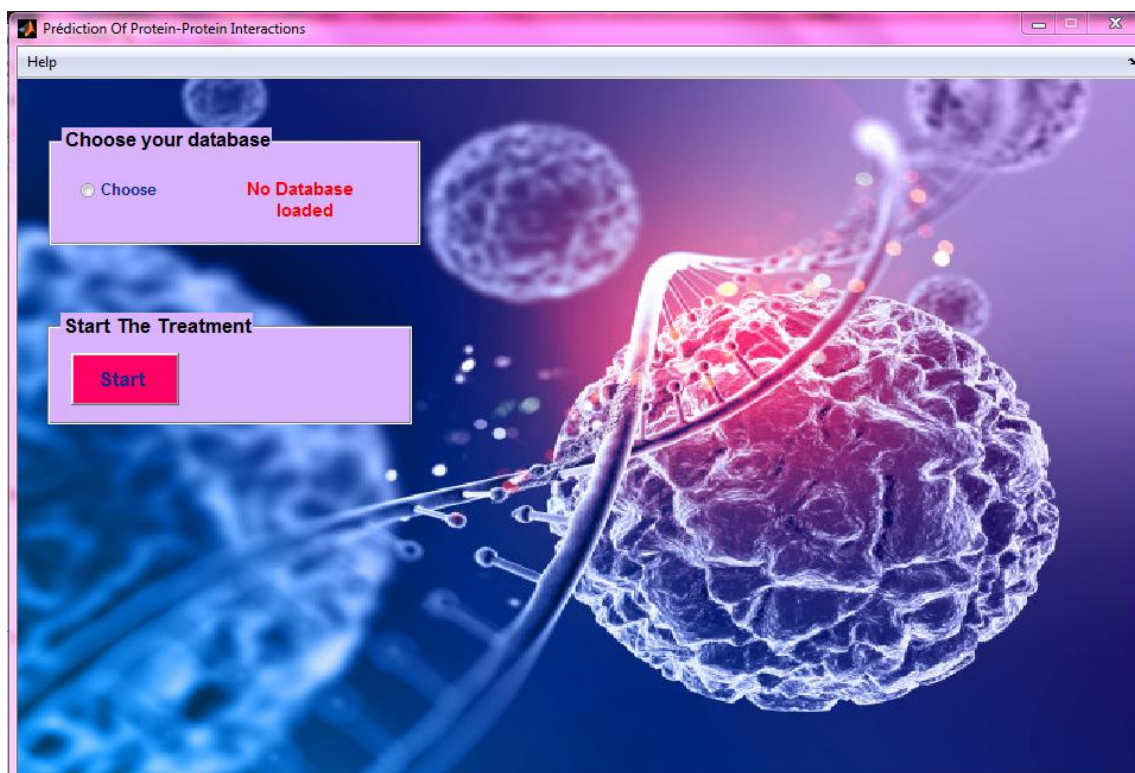 Prédiction Of Protein-Protein Interactions
Help
Choose your database
Choose
No Database
loaded
Start The Treatment
Start